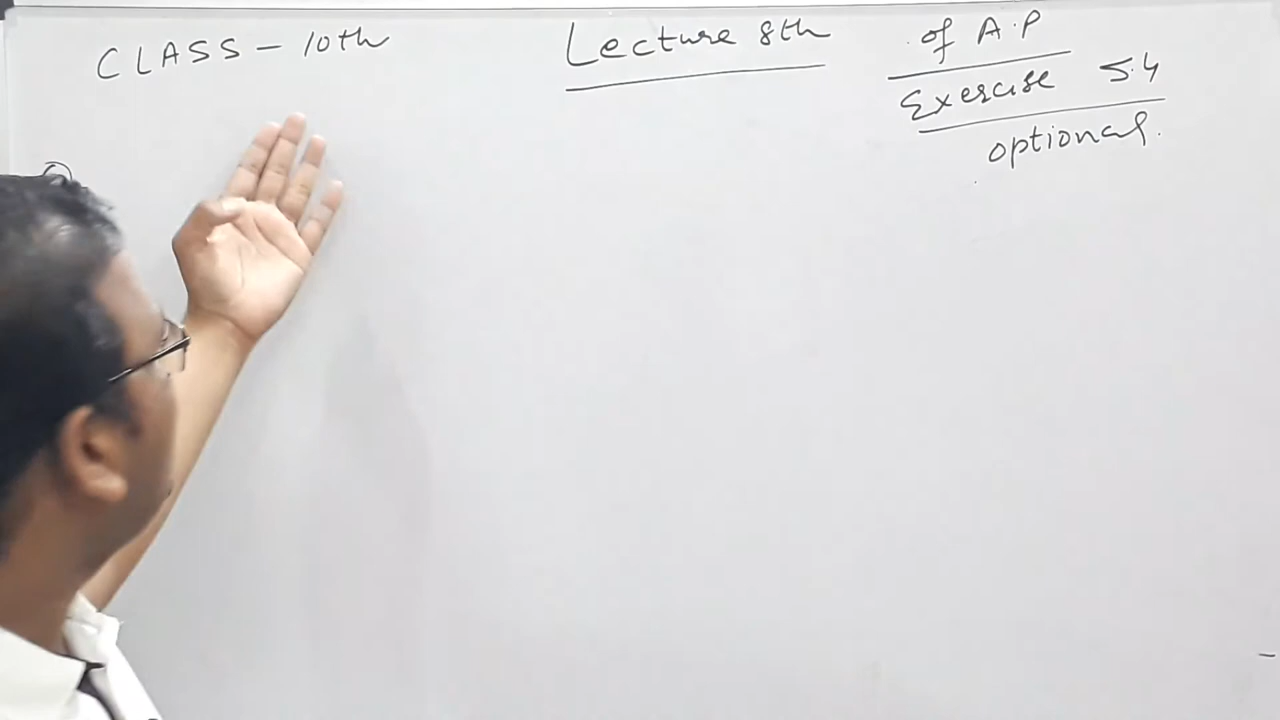 CLASS - 10th
Lecture 8th
of A.P
Exercise 5.4
optional.